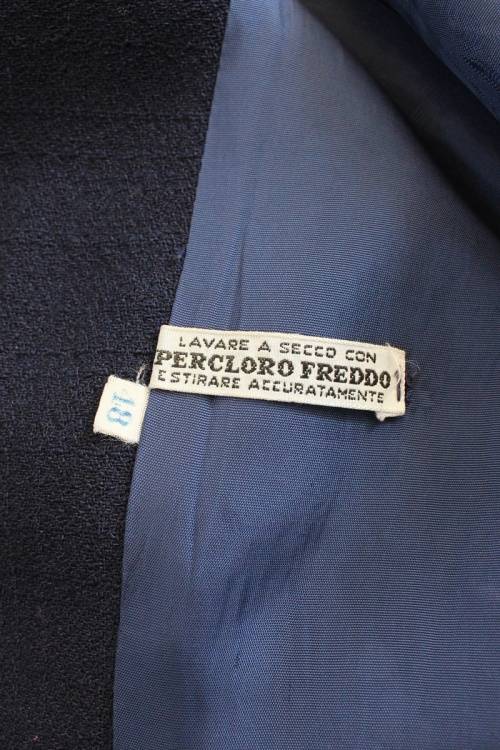 LAVARE A SECCO CON
PERCLORO FREDDO
E STIRARE ACCURATAMENTE
18